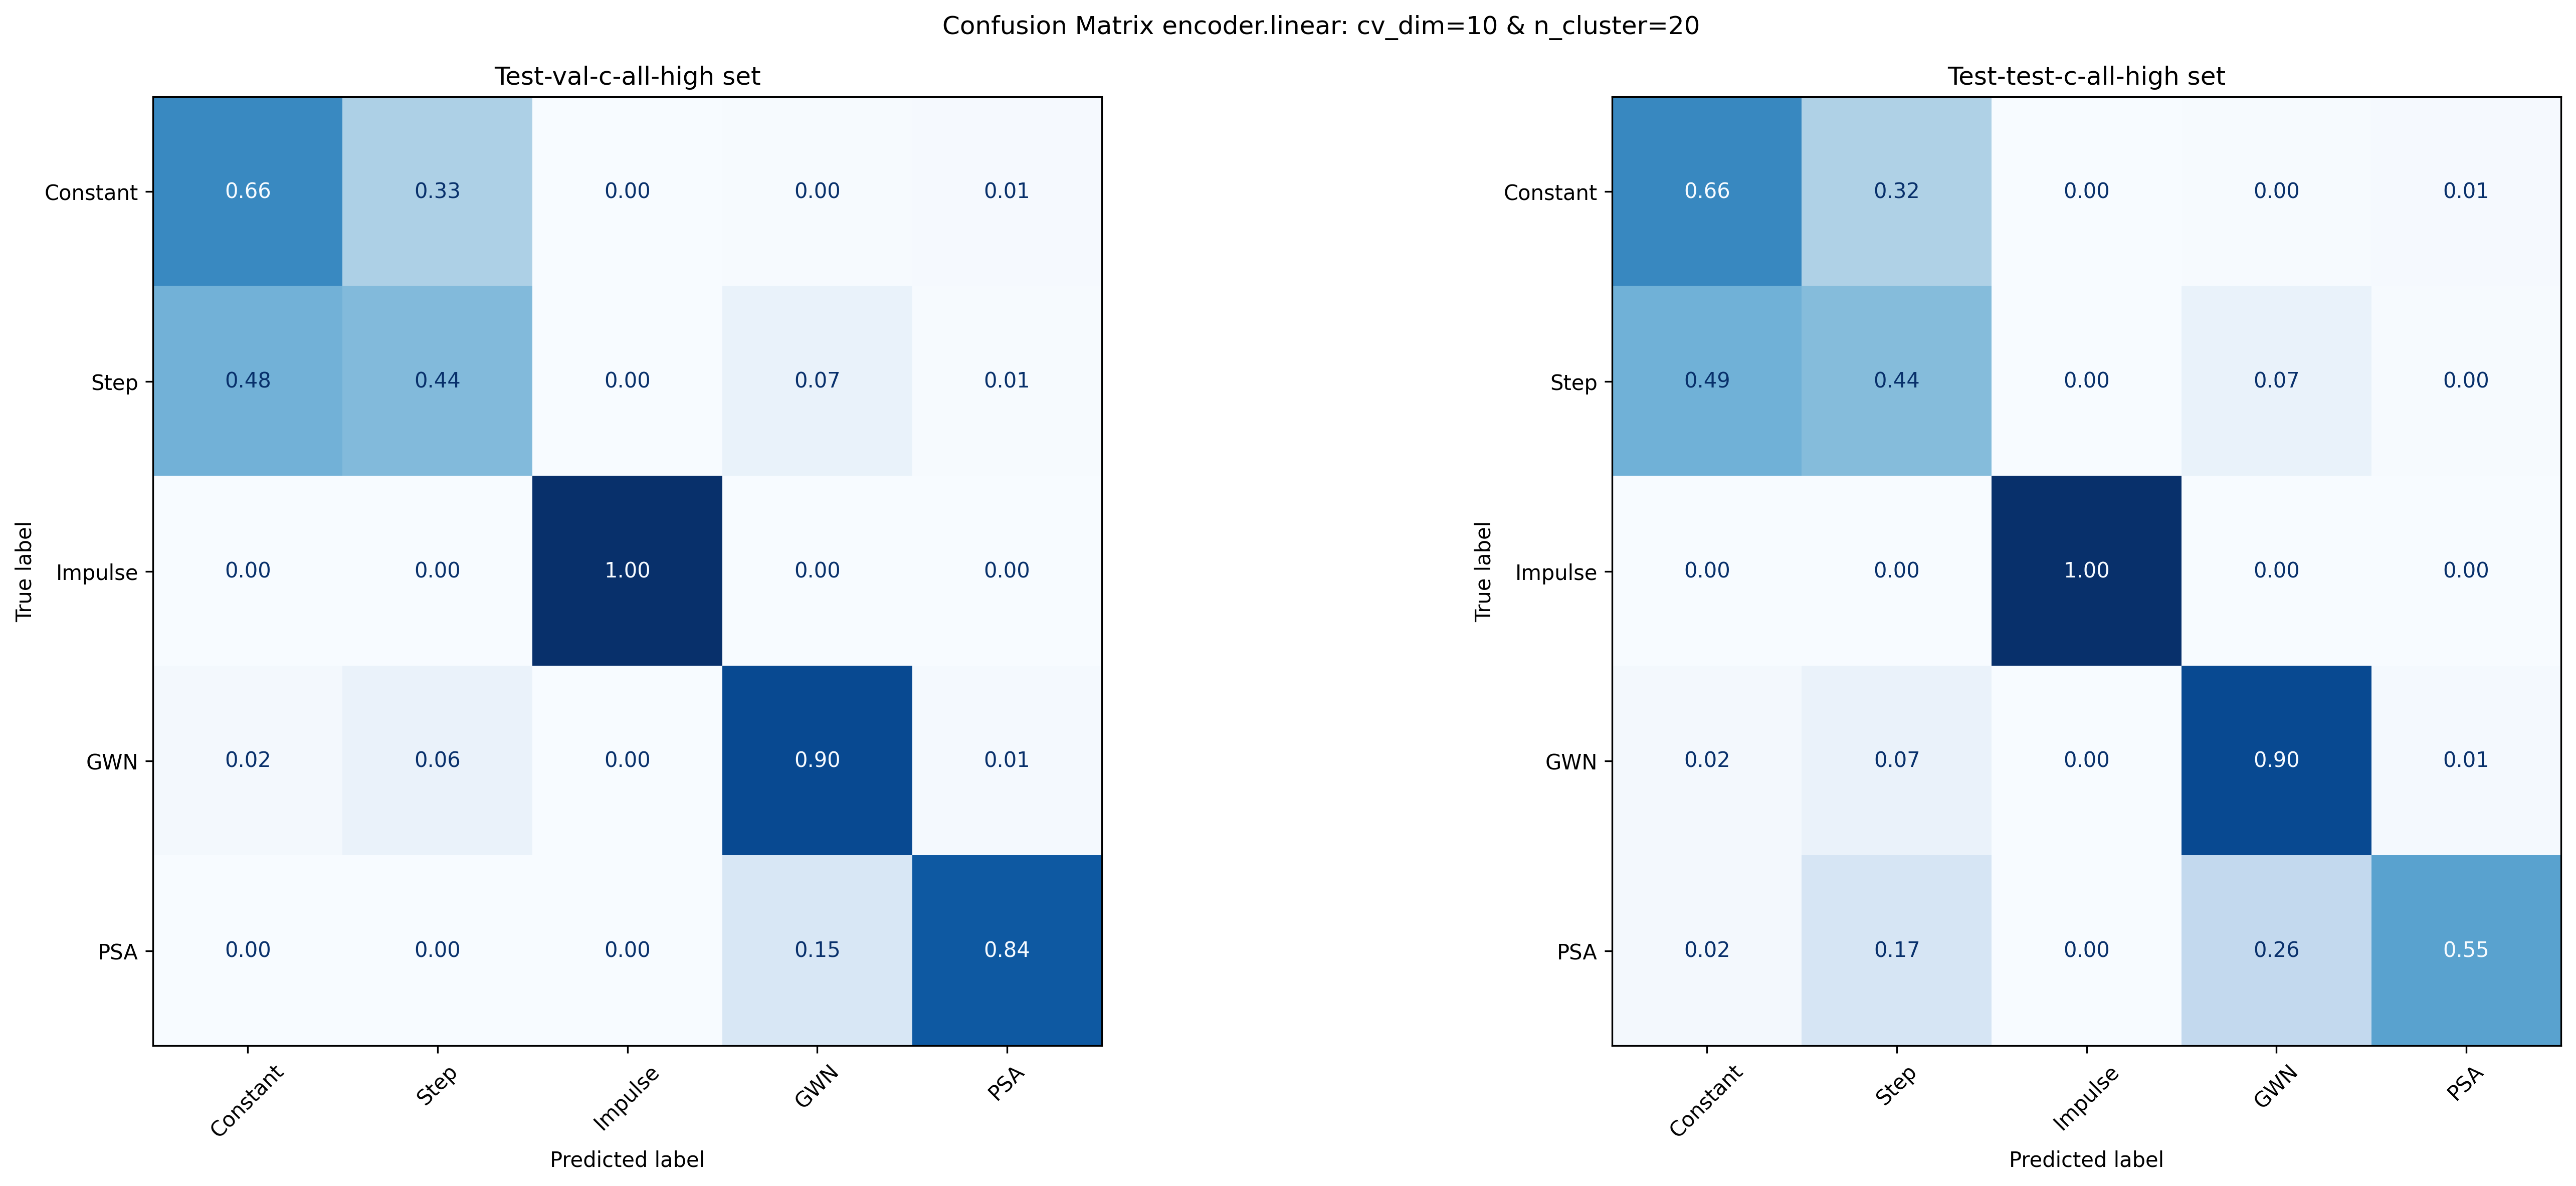 Confusion Matrix encoder.linear: cv_dim=10 & n_cluster=20
Test-val-c-all-high set
True label
Constant 0.66 0.33 0.00 0.00 0.01
Step 0.48 0.44 0.00 0.07 0.01
Impulse 0.00 0.00 1.00 0.00 0.00
GWN 0.02 0.06 0.00 0.90 0.01
PSA 0.00 0.00 0.00 0.15 0.84
Constant Step Impulse GWN PSA
Predicted label
Test-test-c-all-high set
True label
Constant 0.66 0.32 0.00 0.00 0.01
Step 0.49 0.44 0.00 0.07 0.00
Impulse 0.00 0.00 1.00 0.00 0.00
GWN 0.02 0.07 0.00 0.90 0.01
PSA 0.02 0.17 0.00 0.26 0.55
Constant Step Impulse GWN PSA
Predicted label